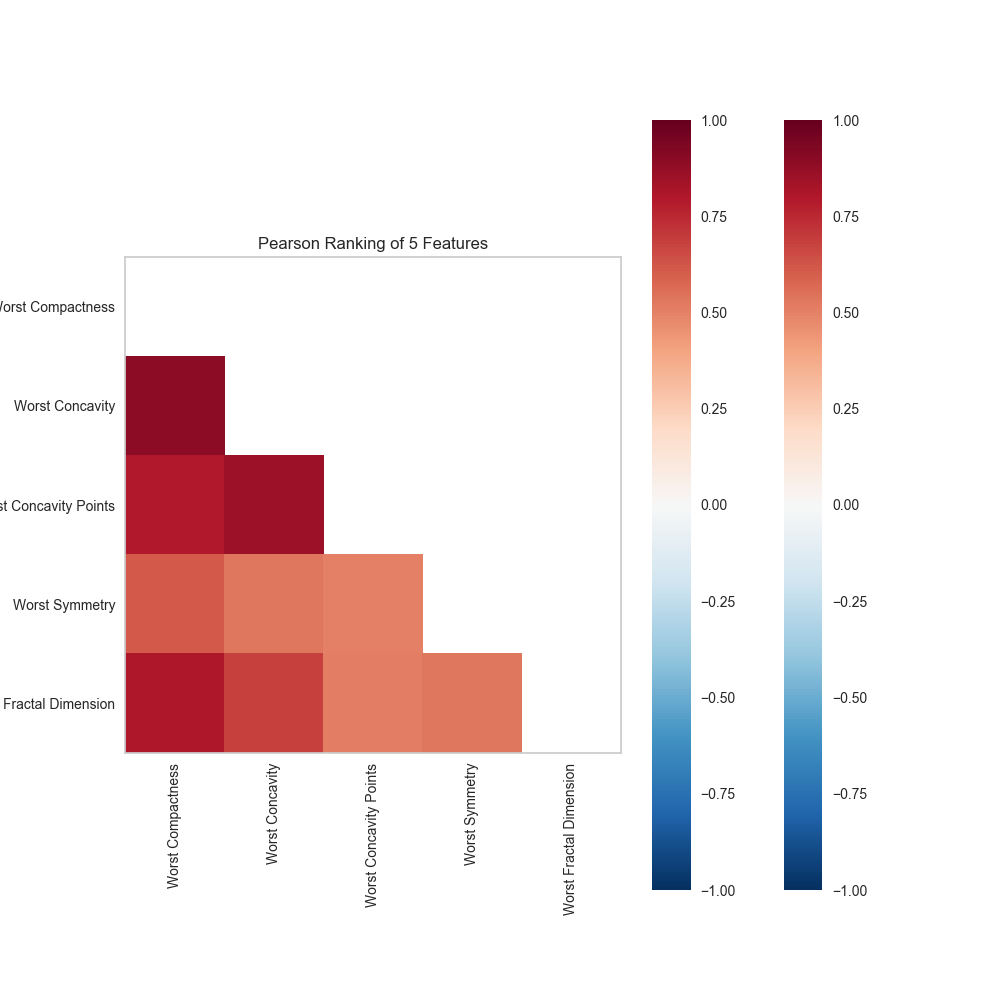 Pearson Ranking of 5 Features
Worst Compactness
Worst Concavity
st Concavity Points
Worst Symmetry
Fractal Dimension
Worst Compactness
Worst Concavity
Worst Concavity Points
Worst Symmetry
Worst Fractal Dimension
1.00
0.75
0.50
0.25
0.00
−0.25
−0.50
−0.75
−1.00
1.00
0.75
0.50
0.25
0.00
−0.25
−0.50
−0.75
−1.00